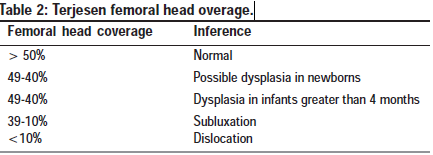 Table 2: Terjesen femoral head overage.
Femoral head coverage Inference
> 50% Normal
49-40% Possible dysplasia in newborns
49-40% Dysplasia in infants greater than 4 months
39-10% Subluxation
<10% Dislocation